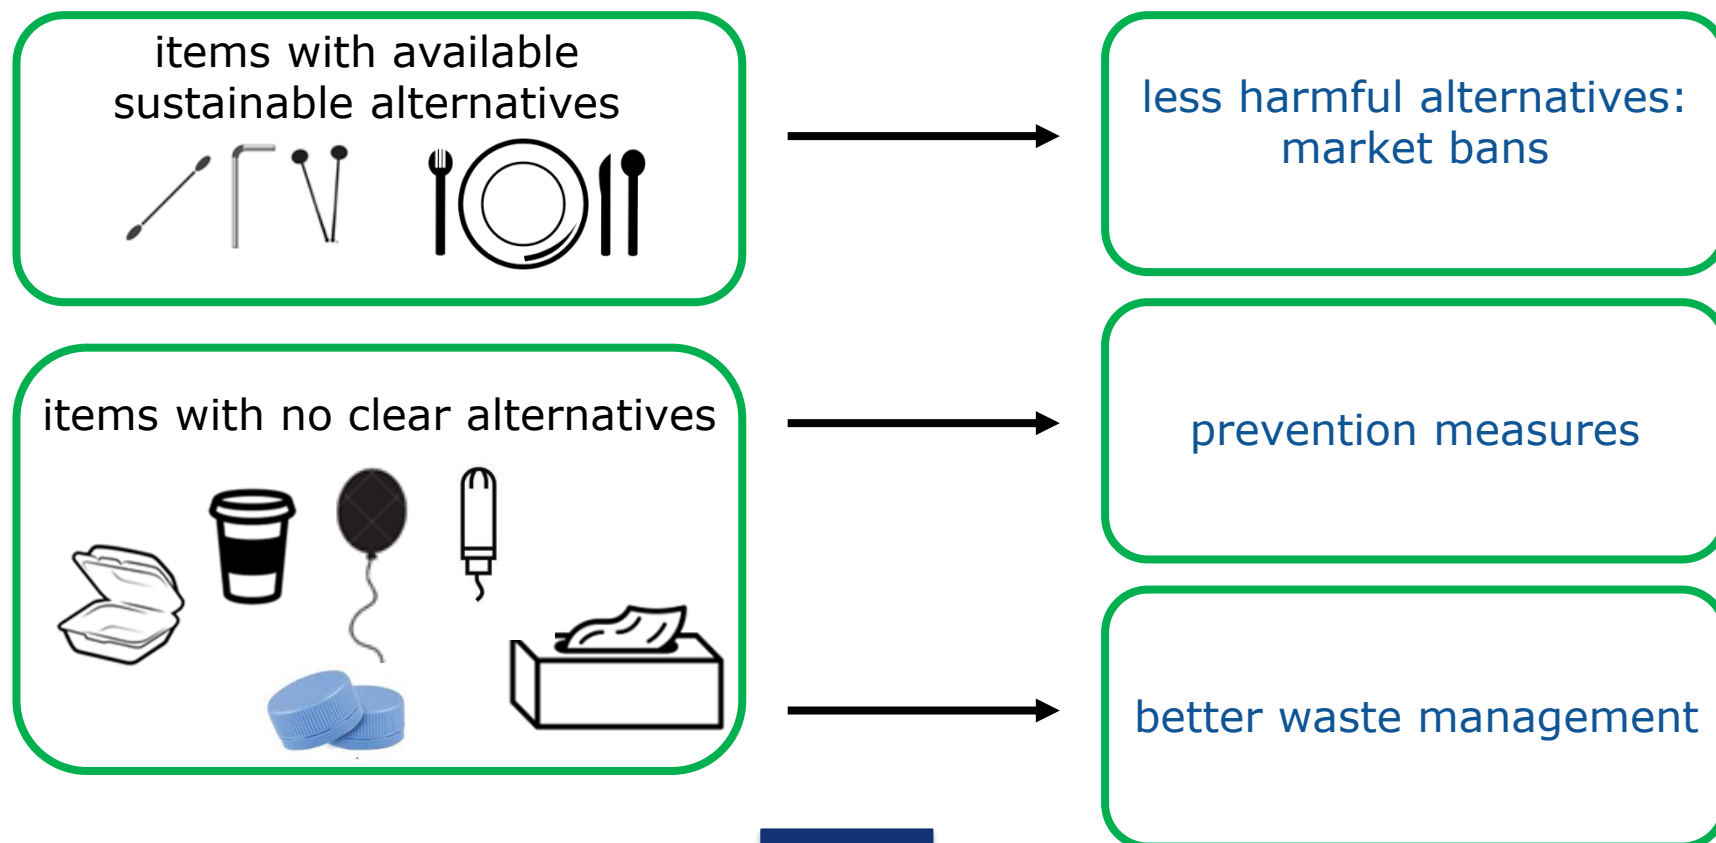 items with available
sustainable alternatives
less harmful alternatives:
market bans
items with no clear alternatives
prevention measures
better waste management